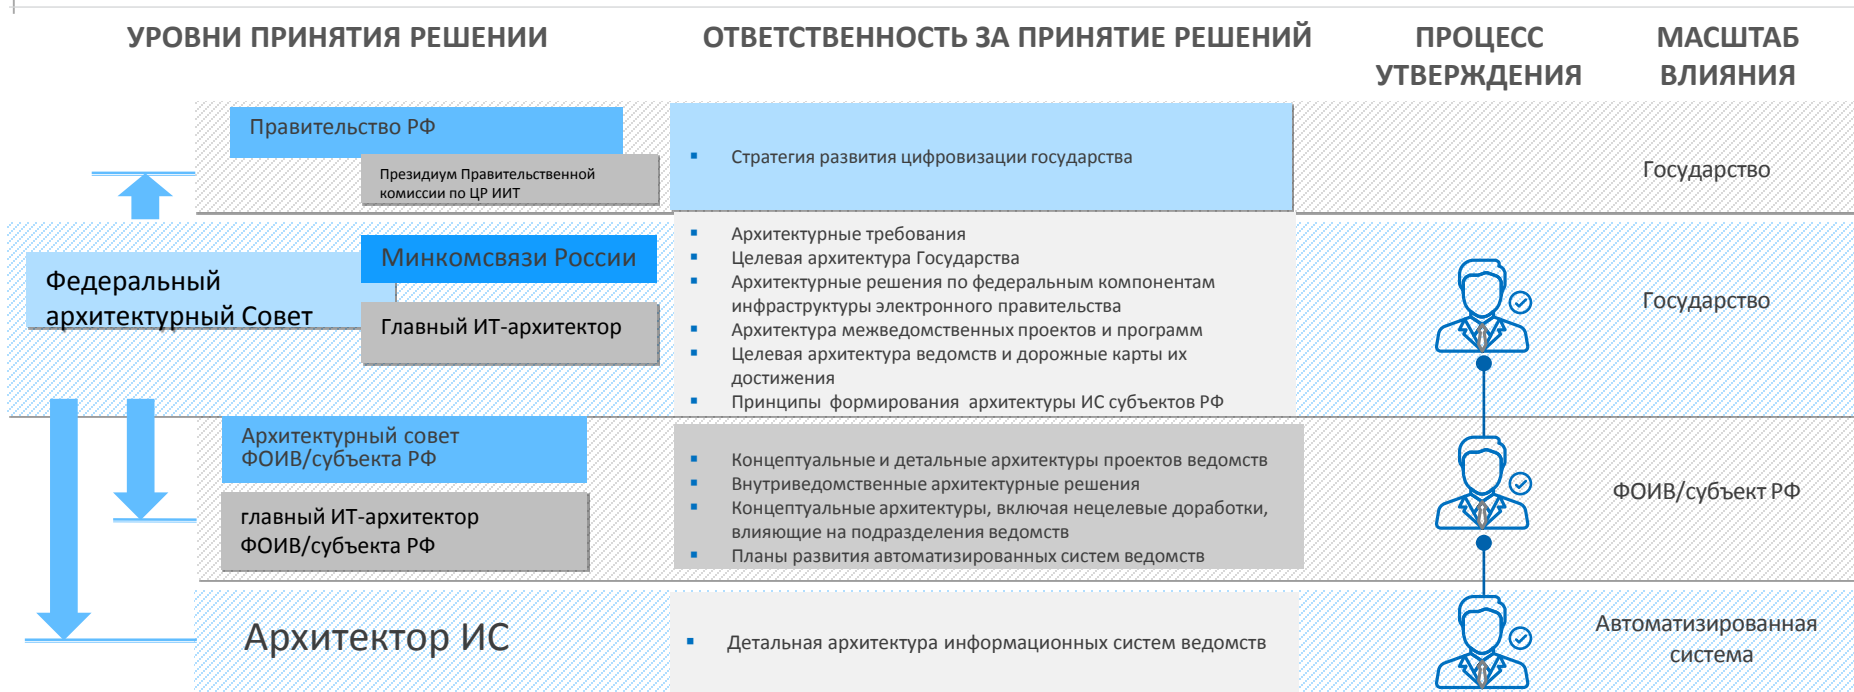 УРОВНИ ПРИНЯТИЯ РЕШЕНИИ
ОТВЕТСТВЕННОСТЬ ЗА ПРИНЯТИЕ РЕШЕНИЙ
ПРОЦЕСС
УТВЕРЖДЕНИЯ
МАСШТАБ
ВЛИЯНИЯ
Правительство РФ
Президиум Правительственной
комиссии по ЦР ИИТ
▪ Стратегия развития цифровизации государства
Государство
Федеральный
архитектурный Совет
Минкомсвязи России
Главный ИТ-архитектор
▪ Архитектурные требования
▪ Целевая архитектура Государства
▪ Архитектурные решения по федеральным компонентам
инфраструктуры электронного правительства
▪ Архитектура межведомственных проектов и программ
▪ Целевая архитектура ведомств и дорожные карты их
достижения
▪ Принципы формирования архитектуры ИС субъектов РФ
Государство
Архитектурный совет
ФОИВ/субъекта РФ
главный ИТ-архитектор
ФОИВ/субъекта РФ
▪ Концептуальные и детальные архитектуры проектов ведомств
▪ Внутриведомственные архитектурные решения
▪ Концептуальные архитектуры, включая нецелевые доработки,
влияющие на подразделения ведомств
▪ Планы развития автоматизированных систем ведомств
ФОИВ/субъект РФ
Архитектор ИС
▪ Детальная архитектура информационных систем ведомств
Автоматизированная
система